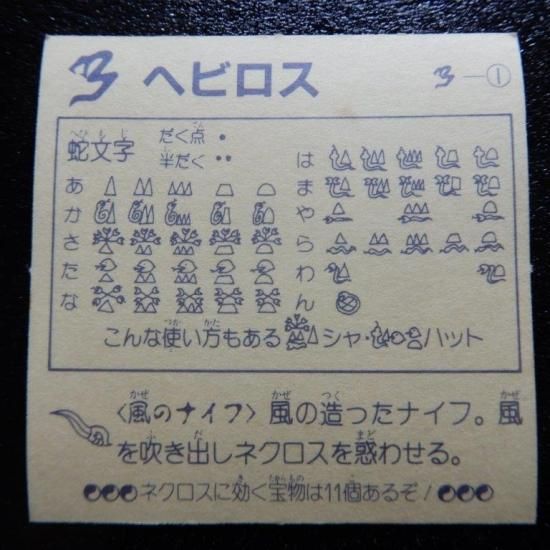 ヘビロス
3-①
蛇文字 だく点 •
半だく ••
あ は
か ま
さ や
た ら
な わ
ん
こんな使い方もある シャ・ハット
〈風のナイフ〉風の造ったナイフ。風
を吹き出しネクロスを惑わせる。
ネクロスに効く宝物は11個あるぞ!